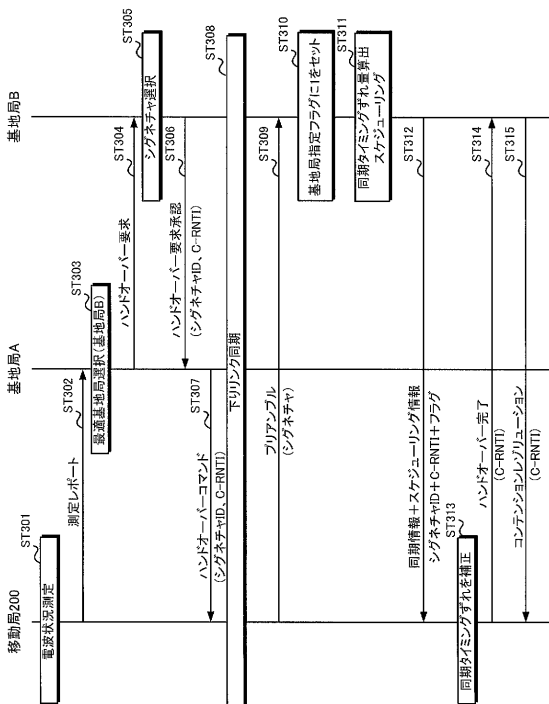 移動局200
基地局A
基地局B
ST301
電波状況測定
ST302
測定レポート
ST303
最適基地局選択(基地局B)
ST304
ハンドオーバー要求
ST305
シグネチャ選択
ST306
ハンドオーバー要求承認
(シグネチャID、C-RNTI)
ST307
ハンドオーバーコマンド
(シグネチャID、C-RNTI)
ST308
下りリンク同期
ST309
プリアンブル
(シグネチャ)
ST310
基地局指定フラグに1をセット
ST311
同期タイミングずれ量算出
スケジューリング
ST312
同期情報+スケジューリング情報
シグネチャID+C-RNTI+フラグ
ST313
同期タイミングずれを補正
ST314
ハンドオーバー完了
(C-RNTI)
ST315
コンテンションレゾリューション
(C-RNTI)